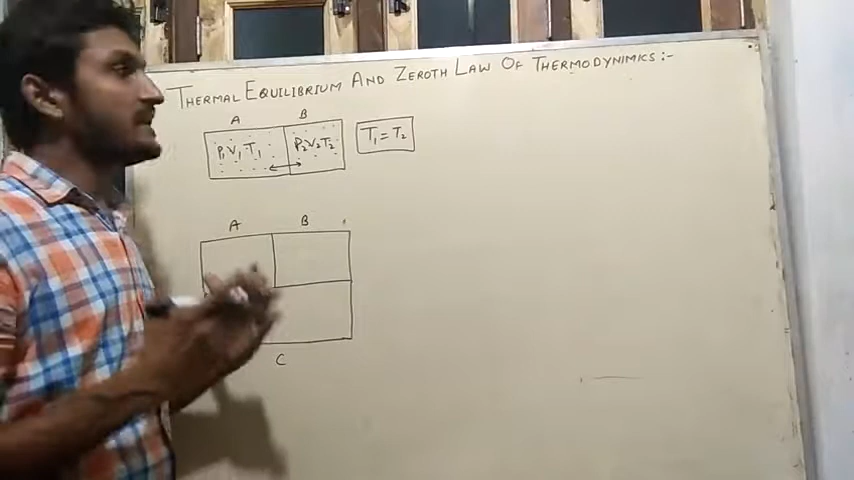 THERMAL EQUILIBRIUM AND ZEROTH LAW OF THERMODYNIMICS :-
A B
P₁V₁T₁ P₂V₂T₂ T₁ = T₂
A B
C